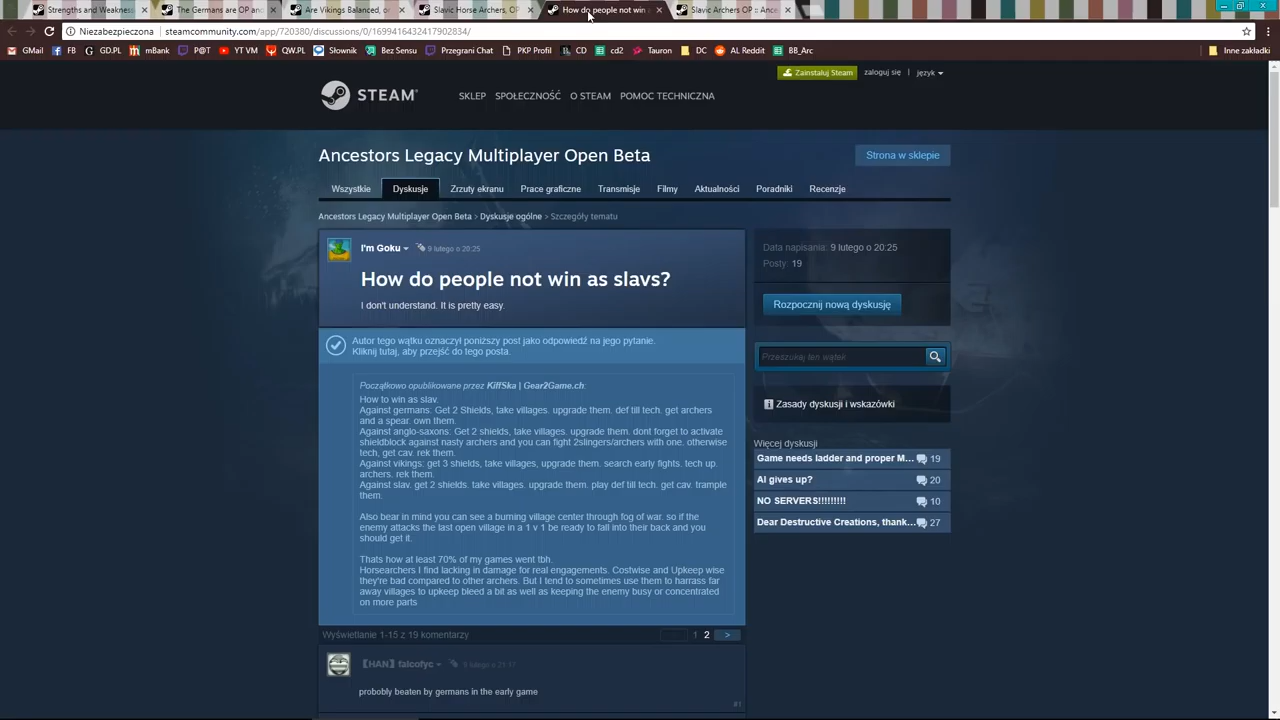 Strengths and Weakness
The Germans are OP an
Are Vikings Balanced, o
Slavic Horse Archers, OP
How do people not win
Slavic Archers OP :: Ance
Niezabezpieczona | steamcommunity.com/app/720380/discussions/0/1699416432417902834/
GMail FB GD.PL mBank P@T YT VM QW.PL Słownik Bez Sensu Przegrani Chat PKP Profil CD cd2 Tauron DC AL Reddit BB_Arc Inne zakładki
Zainstaluj Steam zaloguj się | język
STEAM SKLEP SPOŁECZNOŚĆ O STEAM POMOC TECHNICZNA
Ancestors Legacy Multiplayer Open Beta
Strona w sklepie
Wszystkie Dyskusje Zrzuty ekranu Prace graficzne Transmisje Filmy Aktualności Poradniki Recenzje
Ancestors Legacy Multiplayer Open Beta > Dyskusje ogólne > Szczegóły tematu
I'm Goku 9 lutego o 20:25
How do people not win as slavs?
I don't understand. It is pretty easy.
Autor tego wątku oznaczył poniższy post jako odpowiedź na jego pytanie.
Kliknij tutaj, aby przejść do tego posta.
Początkowo opublikowane przez KiffSka | Gear2Game.ch:
How to win as slav.
Against germans: Get 2 Shields, take villages. upgrade them. def till tech. get archers
and a spear. own them.
Against anglo-saxons: Get 2 shields, take villages. upgrade them. dont forget to activate
shieldblock against nasty archers and you can fight 2slingers/archers with one. otherwise
tech, get cav. rek them.
Against vikings: get 3 shields, take villages, upgrade them. search early fights. tech up.
archers. rek them.
Against slav. get 2 shields. take villages. upgrade them. play def till tech. get cav. trample
them.
Also bear in mind you can see a burning village center through fog of war. so if the
enemy attacks the last open village in a 1 v 1 be ready to fall into their back and you
should get it.
Thats how at least 70% of my games went tbh.
Horsearchers I find lacking in damage for real engagements. Costwise and Upkeep wise
they're bad compared to other archers. But I tend to sometimes use them to harrass far
away villages to upkeep bleed a bit as well as keeping the enemy busy or concentrated
on more parts
Wyświetlanie 1-15 z 19 komentarzy
1 2 >
【HAN】falcofyc 9 lutego o 21:17
probobly beaten by germans in the early game
#1
Data napisania: 9 lutego o 20:25
Posty: 19
Rozpocznij nową dyskusję
Przeszukaj ten wątek
Zasady dyskusji i wskazówki
Więcej dyskusji
Game needs ladder and proper M... 19
AI gives up? 20
NO SERVERS!!!!!!!!! 10
Dear Destructive Creations, thank... 27